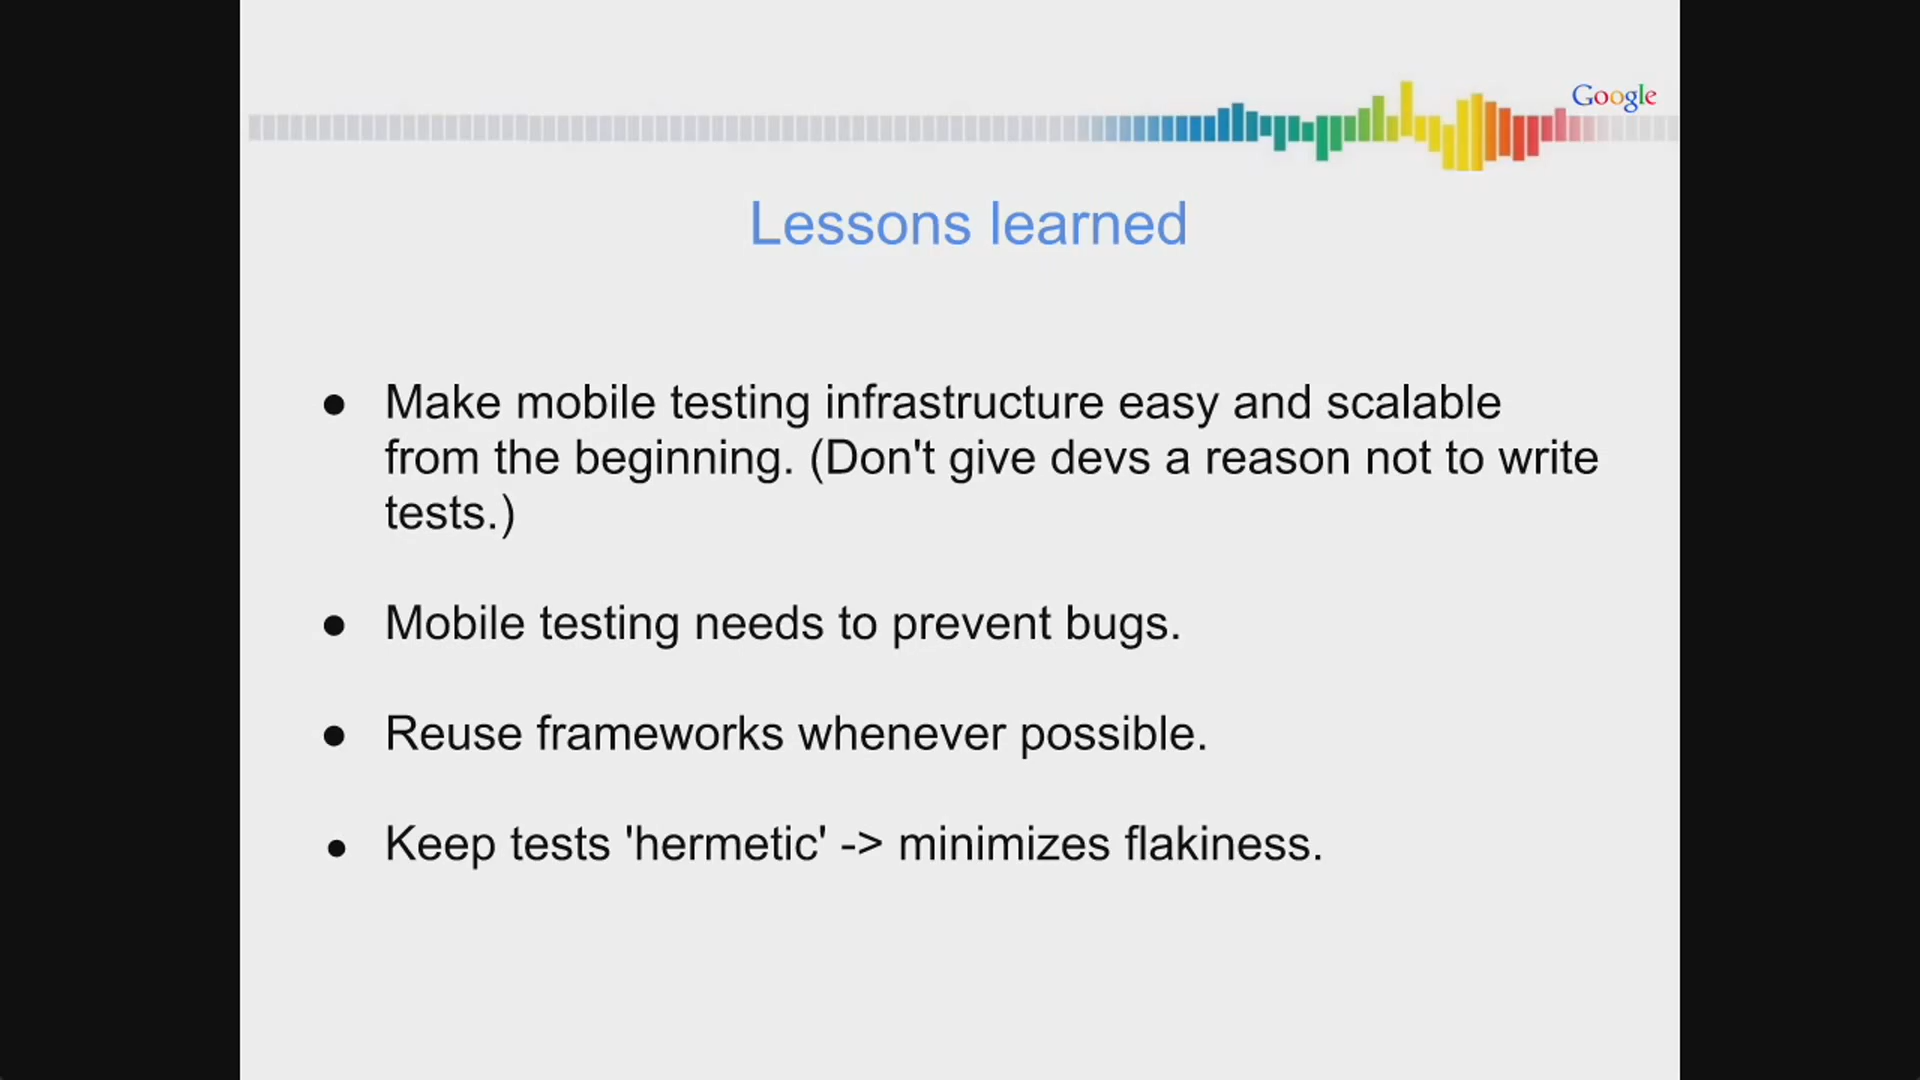 Google
Lessons learned
● Make mobile testing infrastructure easy and scalable
from the beginning. (Don't give devs a reason not to write
tests.)
● Mobile testing needs to prevent bugs.
● Reuse frameworks whenever possible.
● Keep tests 'hermetic' -> minimizes flakiness.